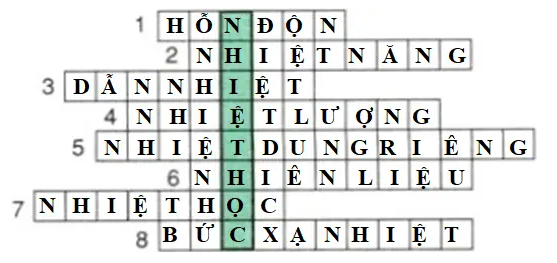 1 HỖNĐỘN
2 NHIỆTNĂNG
3 DẪNNHIỆT
4 NHIỆTLƯỢNG
5 NHIỆTDUNGRIÊNG
6 NHIÊNLIỆU
7 NHIỆTHỌC
8 BỨCXẠNHIỆT